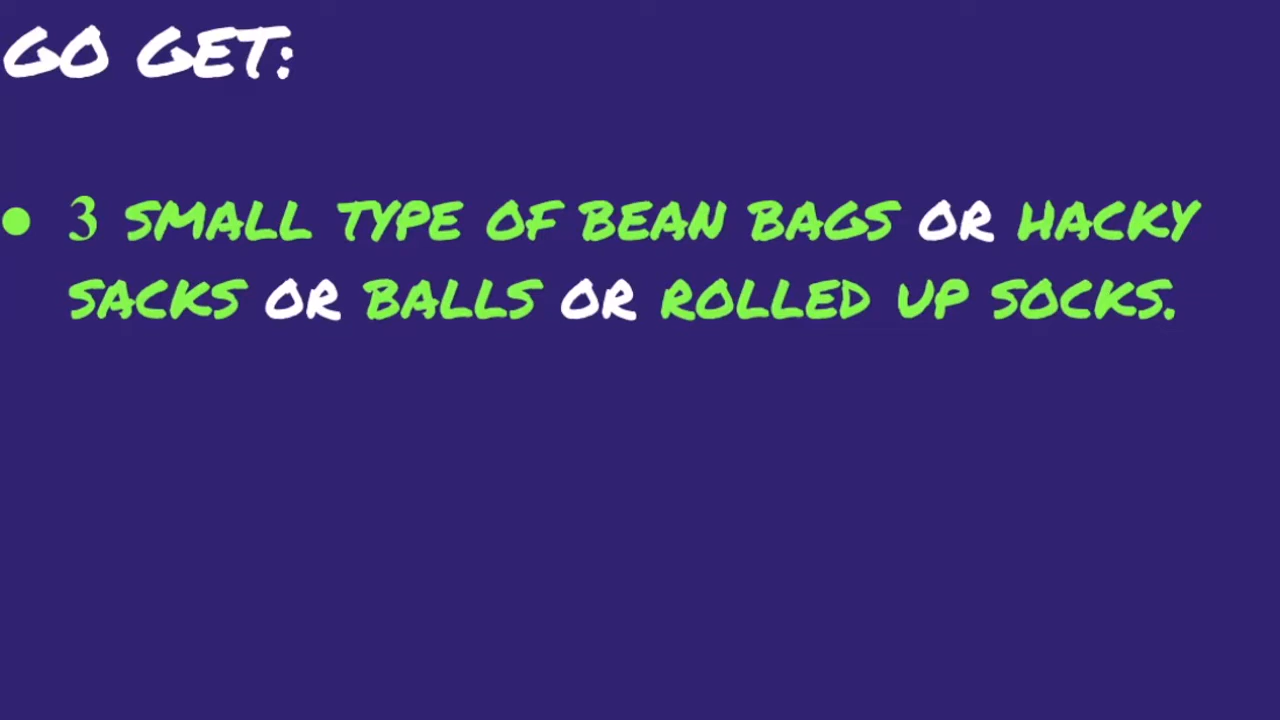 GO GET:
• 3 SMALL TYPE OF BEAN BAGS OR HACKY
SACKS OR BALLS OR ROLLED UP SOCKS.